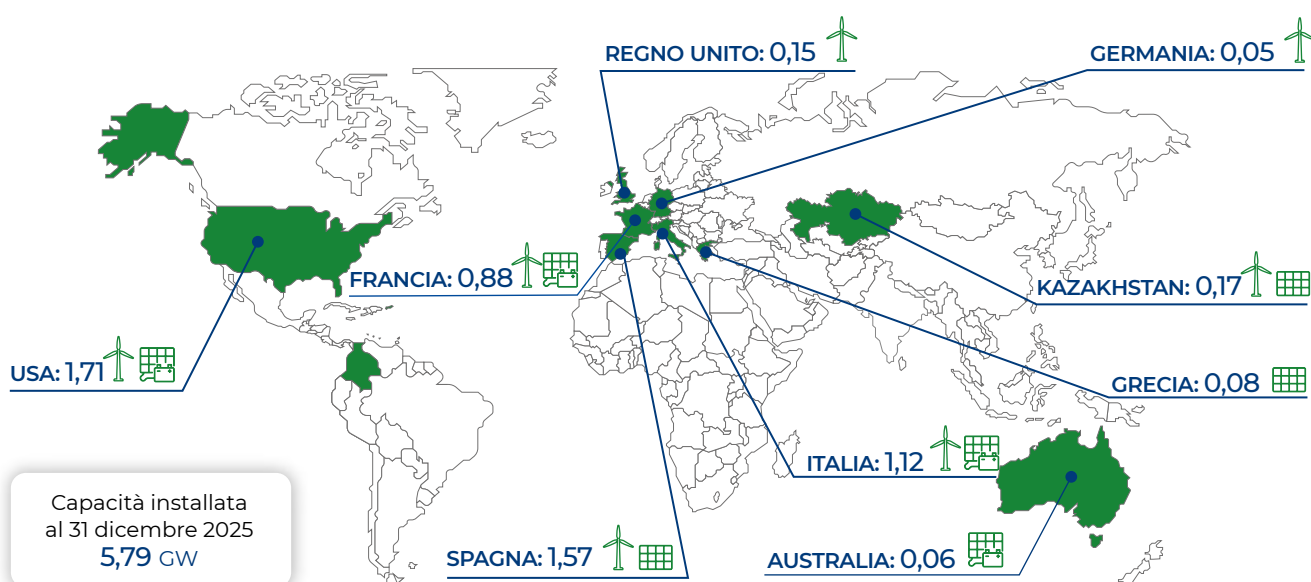 REGNO UNITO: 0,15
GERMANIA: 0,05
FRANCIA: 0,88
KAZAKHSTAN: 0,17
USA: 1,71
GRECIA: 0,08
ITALIA: 1,12
SPAGNA: 1,57
AUSTRALIA: 0,06
Capacità installata
al 31 dicembre 2025
5,79 GW